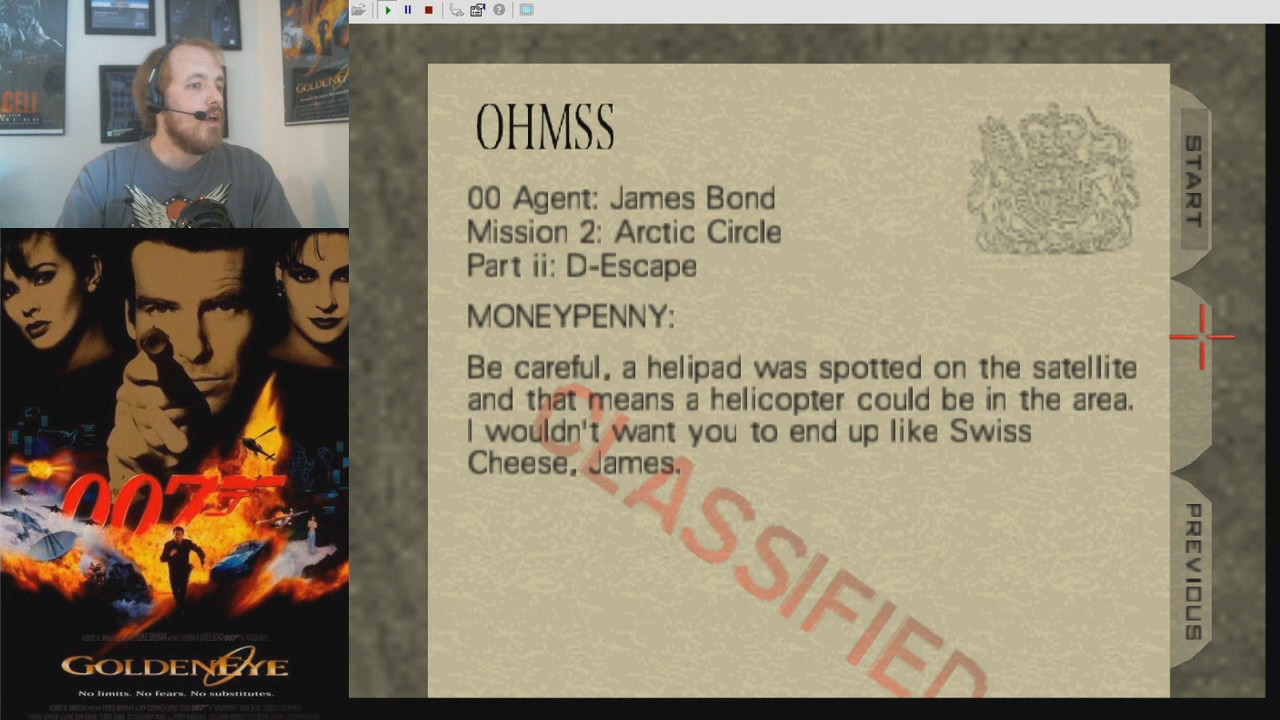 CELL
GOLDENEYE
OHMSS
00 Agent: James Bond
Mission 2: Arctic Circle
Part ii: D-Escape
MONEYPENNY:
Be careful, a helipad was spotted on the satellite
and that means a helicopter could be in the area.
I wouldn't want you to end up like Swiss
Cheese, James.
CLASSIFIED
START
PREVIOUS
007
GOLDENEYE
No limits. No fears. No substitutes.